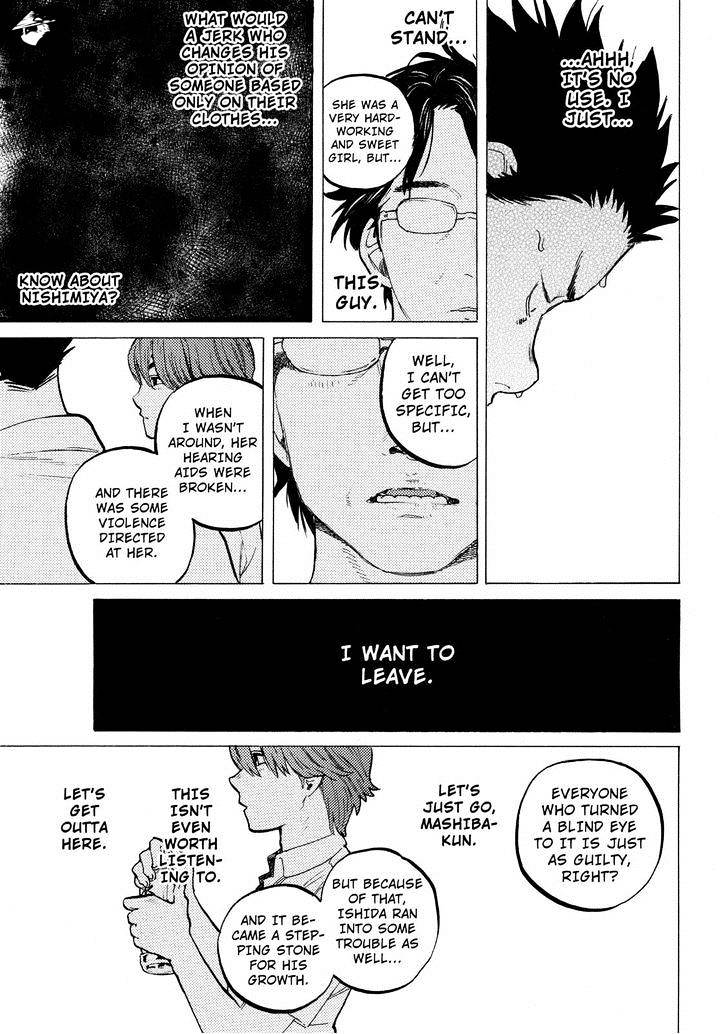 ...AHHH,
IT'S NO
USE. I
JUST...
CAN'T
STAND...
SHE WAS A
VERY HARD-
WORKING
AND SWEET
GIRL, BUT...
THIS
GUY.
WHAT WOULD
A JERK WHO
CHANGES HIS
OPINION OF
SOMEONE BASED
ONLY ON THEIR
CLOTHES....
KNOW ABOUT
NISHIMIYA?
WELL,
I CAN'T
GET TOO
SPECIFIC,
BUT...
WHEN
I WASN'T
AROUND, HER
HEARING
AIDS WERE
BROKEN...
AND THERE
WAS SOME
VIOLENCE
DIRECTED
AT HER.
I WANT TO
LEAVE.
EVERYONE
WHO TURNED
A BLIND EYE
TO IT IS JUST
AS GUILTY,
RIGHT?
LET'S
JUST GO,
MASHIBA-
KUN.
BUT BECAUSE
OF THAT,
ISHIDA RAN
INTO SOME
TROUBLE AS
WELL...
AND IT BE-
CAME A STEP-
PING STONE
FOR HIS
GROWTH.
THIS
ISN'T
EVEN
WORTH
LISTEN-
ING TO.
LET'S
GET
OUTTA
HERE.